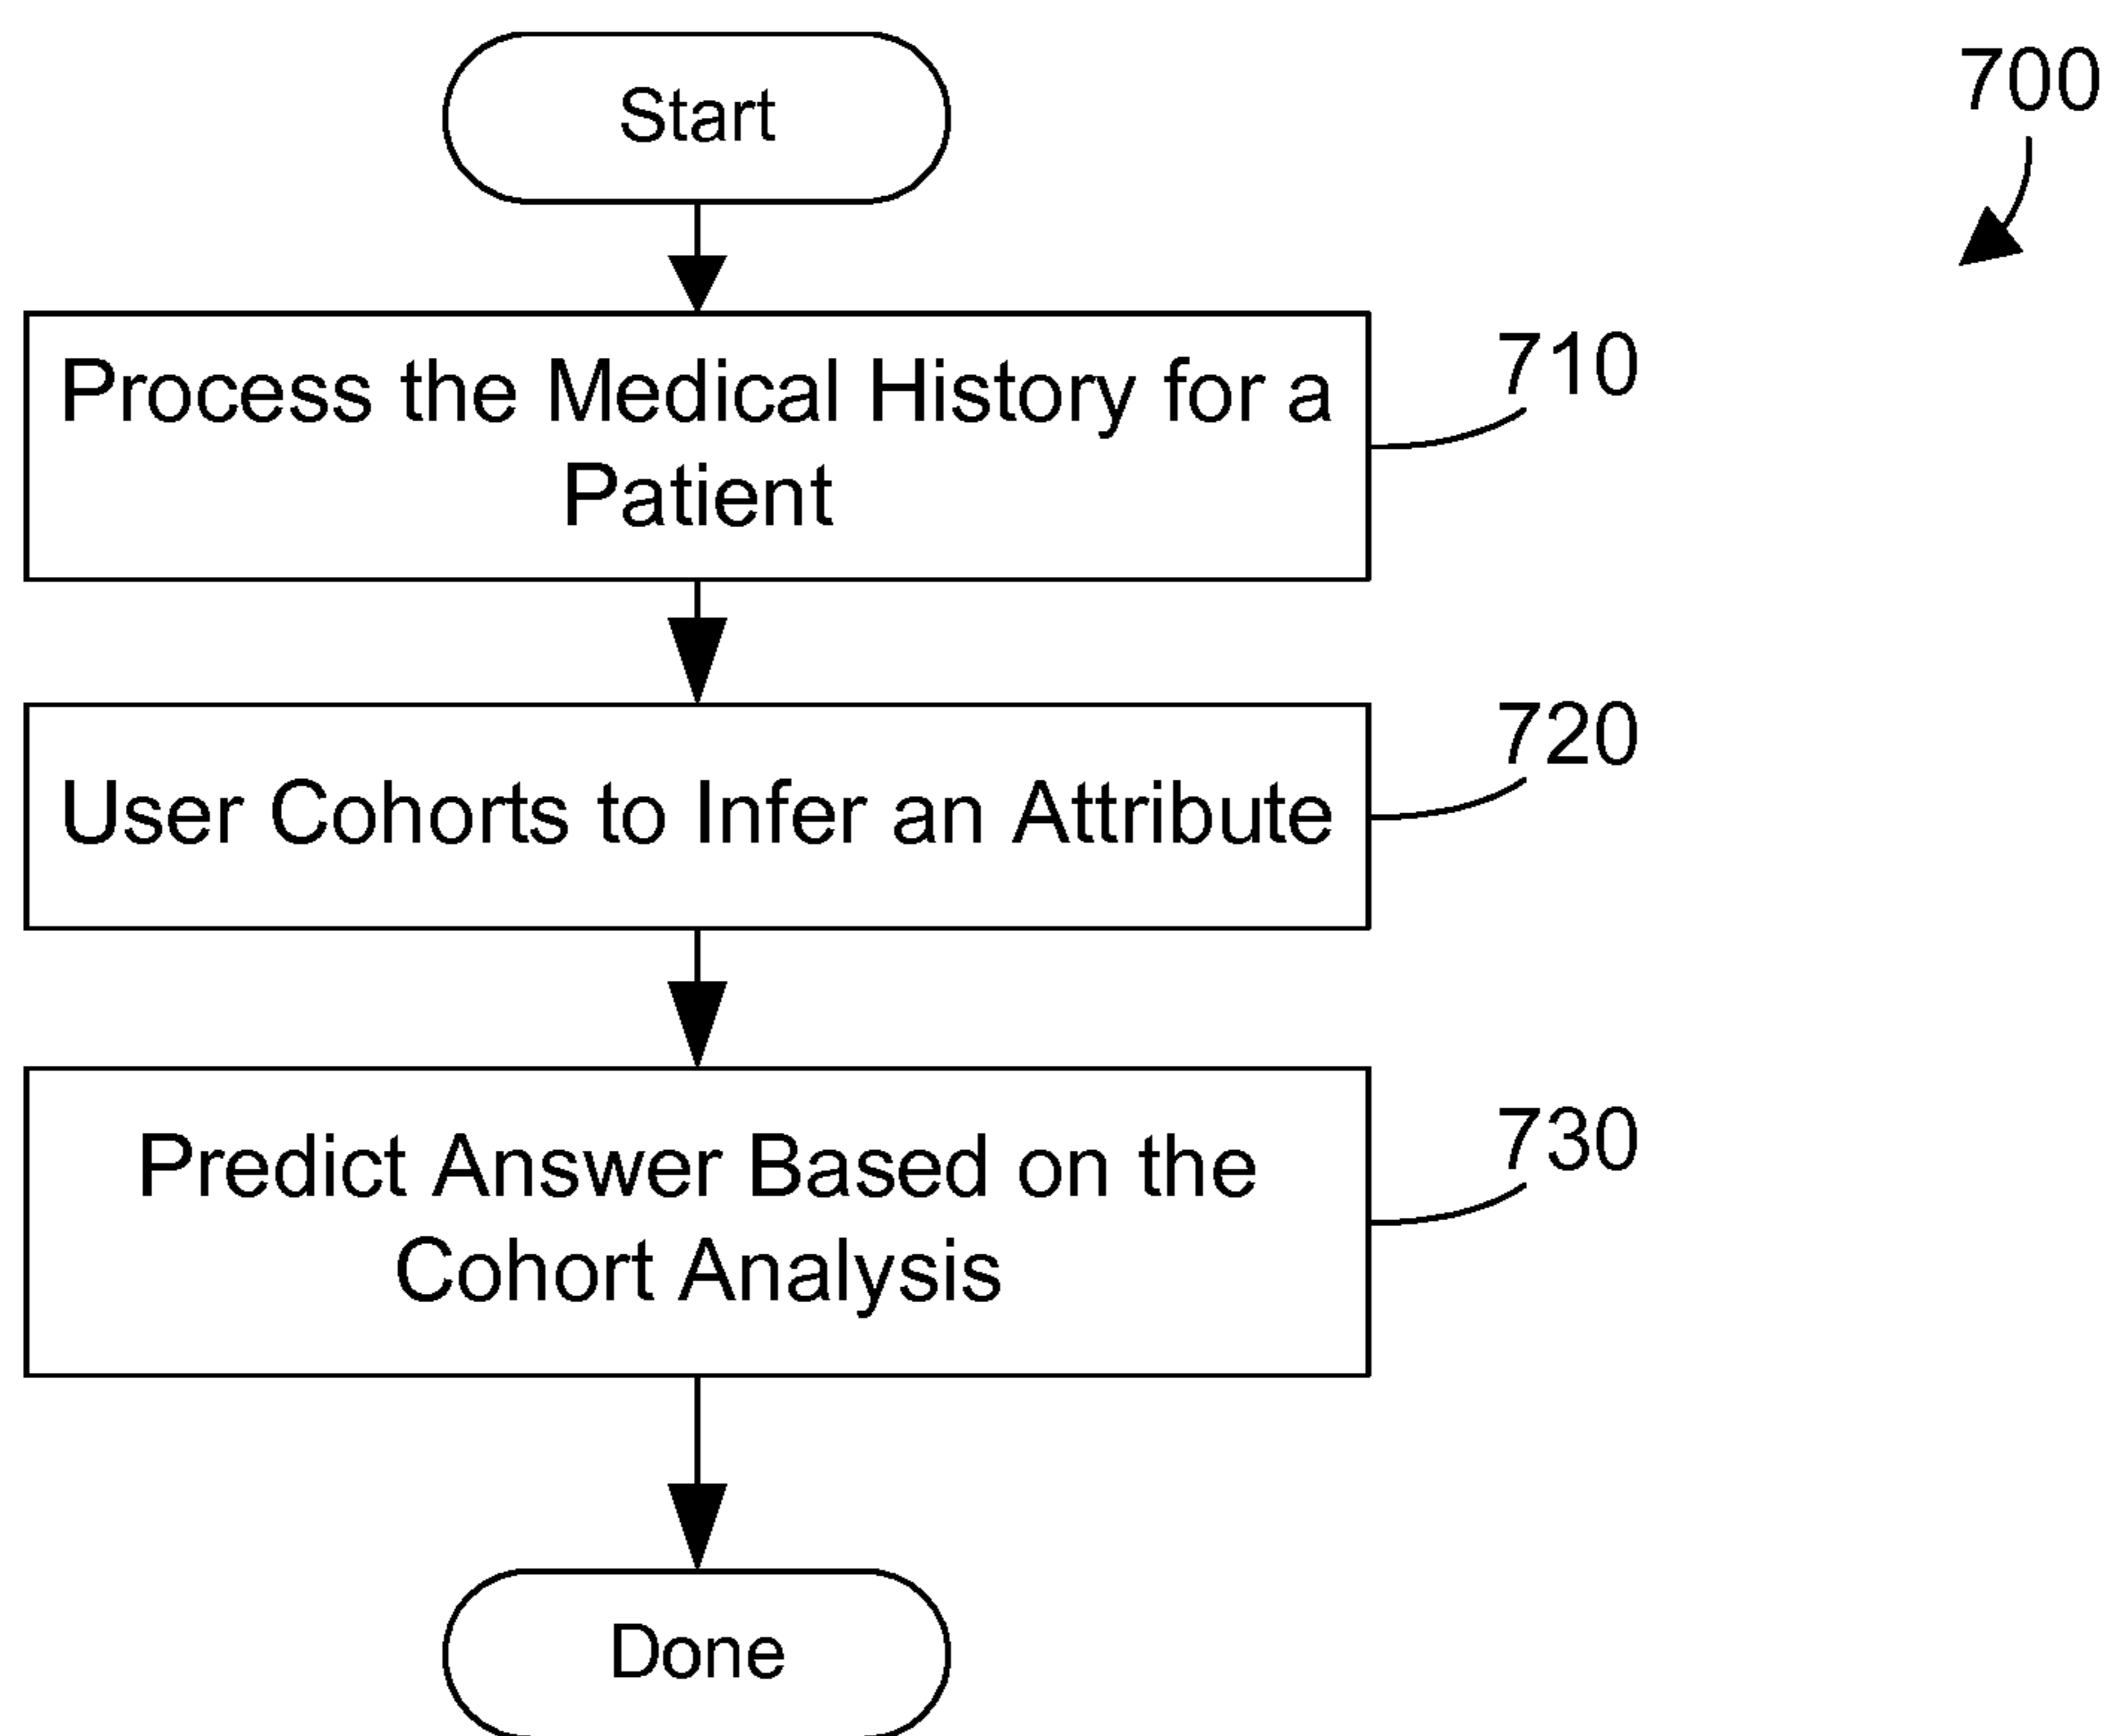 Start
700
Process the Medical History for a
Patient
710
User Cohorts to Infer an Attribute
720
Predict Answer Based on the
Cohort Analysis
730
Done